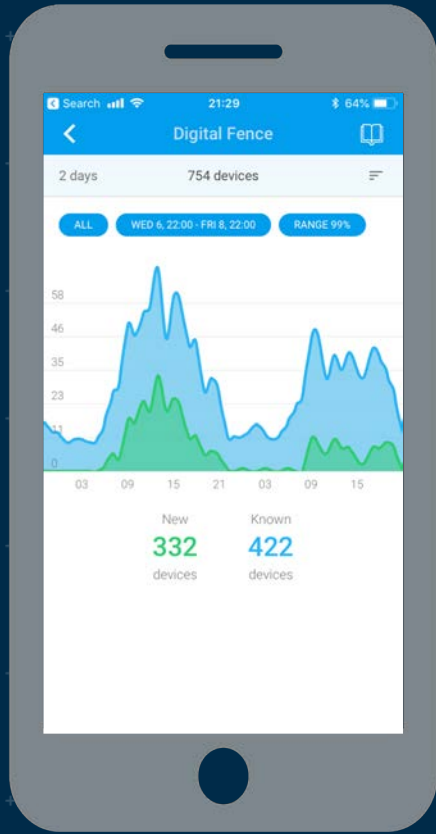 Search 21:29 64%
Digital Fence
2 days 754 devices
ALL WED 6, 22:00 - FRI 8, 22:00 RANGE 99%
58
46
35
23
11
0
03 09 15 21 03 09 15
New Known
332 422
devices devices